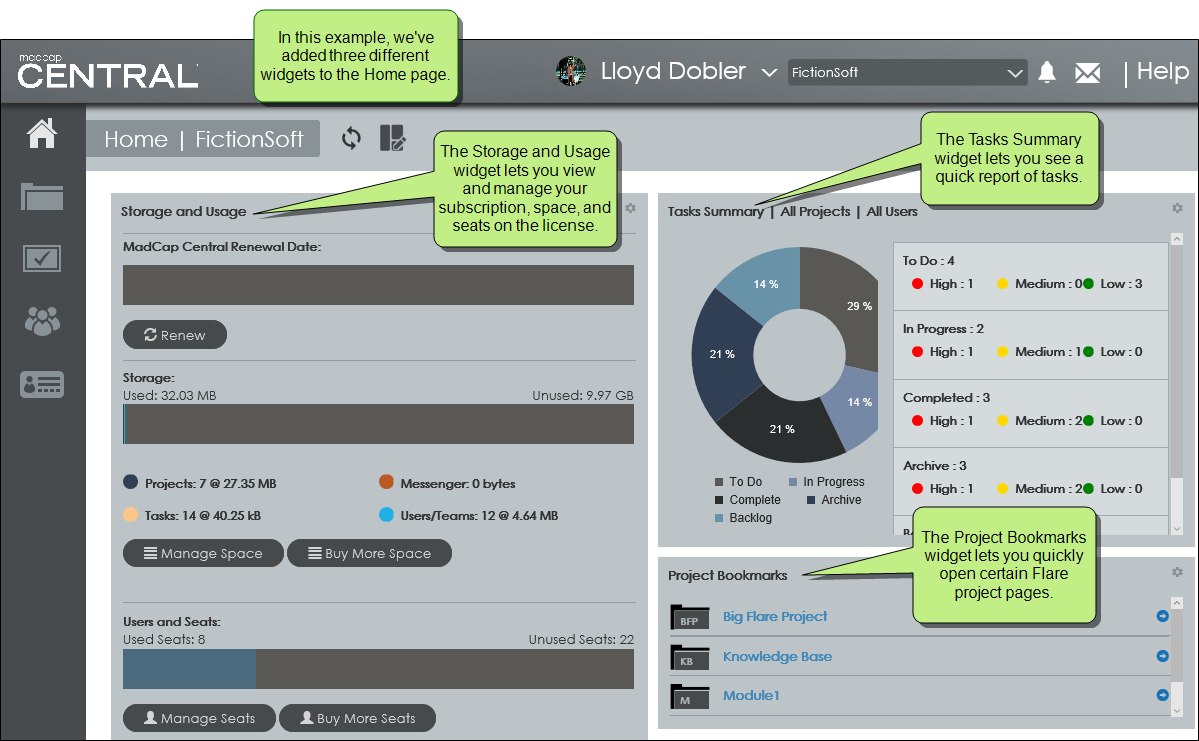 In this example, we've
added three different
widgets to the Home page.
madcap
CENTRAL
Lloyd Dobler
FictionSoft
Help
Home | FictionSoft
The Storage and Usage
widget lets you view
and manage your
subscription, space, and
seats on the license.
The Tasks Summary
widget lets you see a
quick report of tasks.
Storage and Usage
MadCap Central Renewal Date:
Renew
Storage:
Used: 32.03 MB
Unused: 9.97 GB
Projects: 7 @ 27.35 MB
Messenger: 0 bytes
Tasks: 14 @ 40.25 kB
Users/Teams: 12 @ 4.64 MB
Manage Space
Buy More Space
Users and Seats:
Used Seats: 8
Unused Seats: 22
Manage Seats
Buy More Seats
Tasks Summary | All Projects | All Users
14 %
29 %
21 %
14 %
21 %
To Do
In Progress
Complete
Archive
Backlog
To Do : 4
High : 1 Medium : 0 Low : 3
In Progress : 2
High : 1 Medium : 1 Low : 0
Completed : 3
High : 1 Medium : 2 Low : 0
Archive : 3
High : 1 Medium : 2 Low : 0
The Project Bookmarks
widget lets you quickly
open certain Flare
project pages.
Project Bookmarks
BFP Big Flare Project
KB Knowledge Base
M Module1